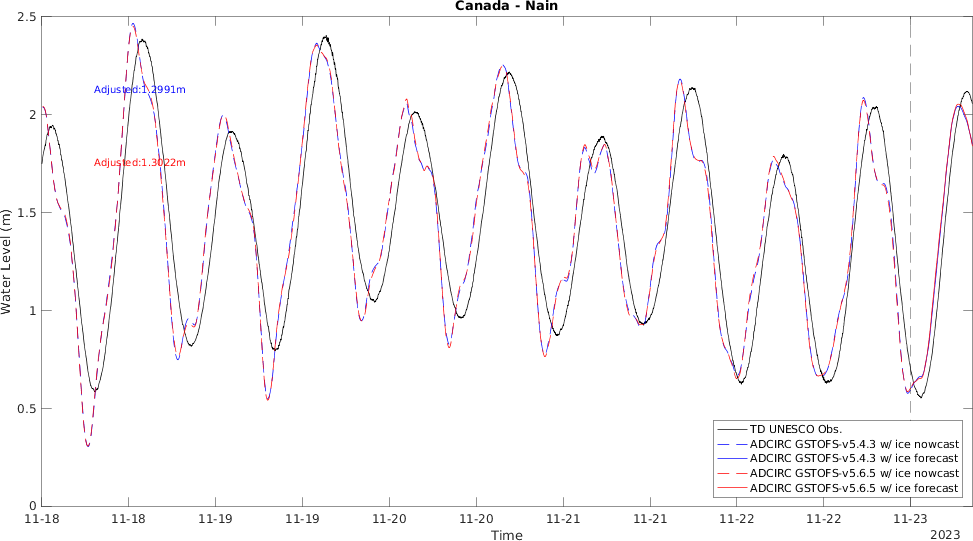 Canada - Nain
2.5
Adjusted:1.2991m
2
Adjusted:1.3022m
1.5
Water Level (m)
1
0.5
0
TD UNESCO Obs.
ADCIRC GSTOFS-v5.4.3 w/ ice nowcast
ADCIRC GSTOFS-v5.4.3 w/ ice forecast
ADCIRC GSTOFS-v5.6.5 w/ ice nowcast
ADCIRC GSTOFS-v5.6.5 w/ ice forecast
11-18 11-18 11-19 11-19 11-20 11-20 11-21 11-21 11-22 11-22 11-23
Time
2023